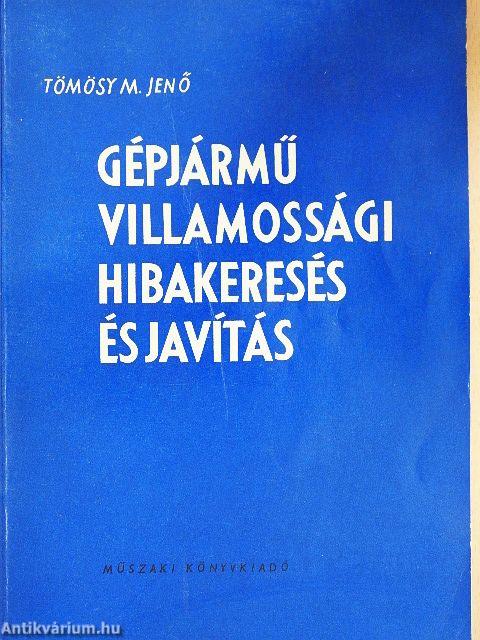 TÖMÖSY M. JENŐ
GÉPJÁRMŰ
VILLAMOSSÁGI
HIBAKERESÉS
ÉS JAVÍTÁS
MŰSZAKI KÖNYVKIADÓ
Antikvárium.hu